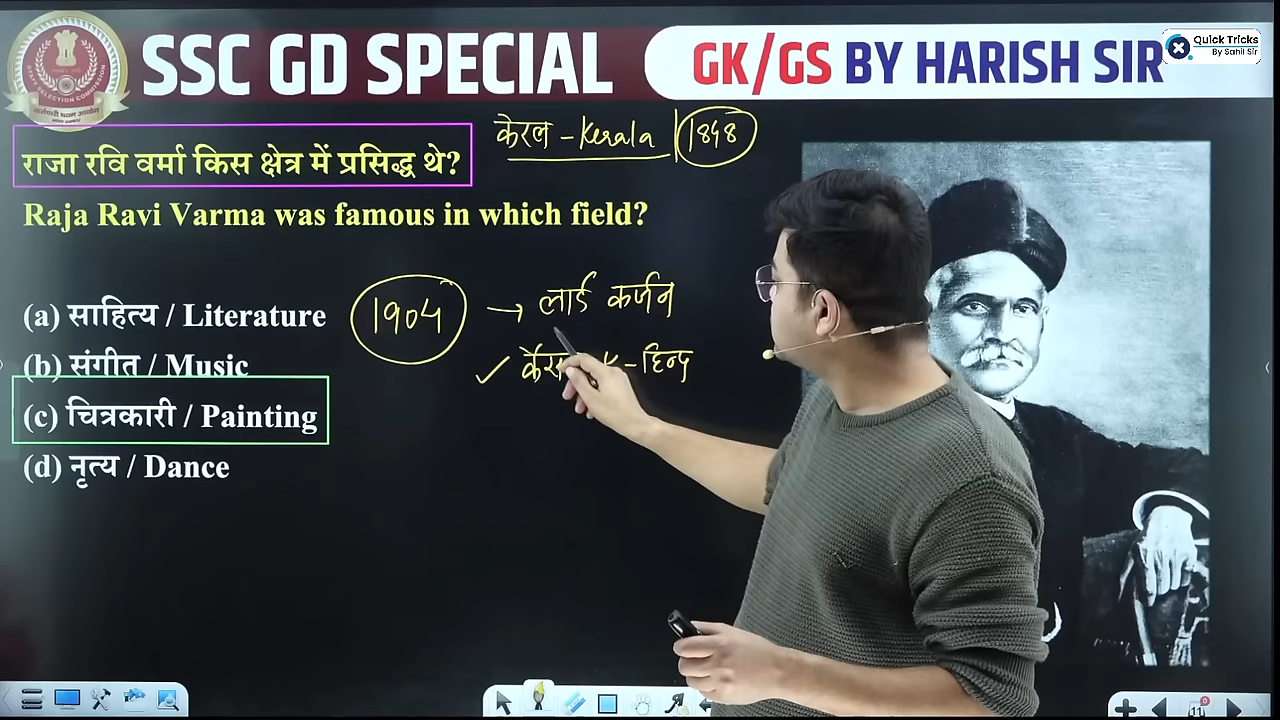 SSC GD SPECIAL
GK/GS BY HARISH SIR
Quick Tricks
By Sahil Sir
केरल - Kerala | 1848
राजा रवि वर्मा किस क्षेत्र में प्रसिद्ध थे?
Raja Ravi Varma was famous in which field?
1904 → लार्ड कर्जन
✓ हिन्द
(a) साहित्य / Literature
(b) संगीत / Music
(c) चित्रकारी / Painting
(d) नृत्य / Dance
11